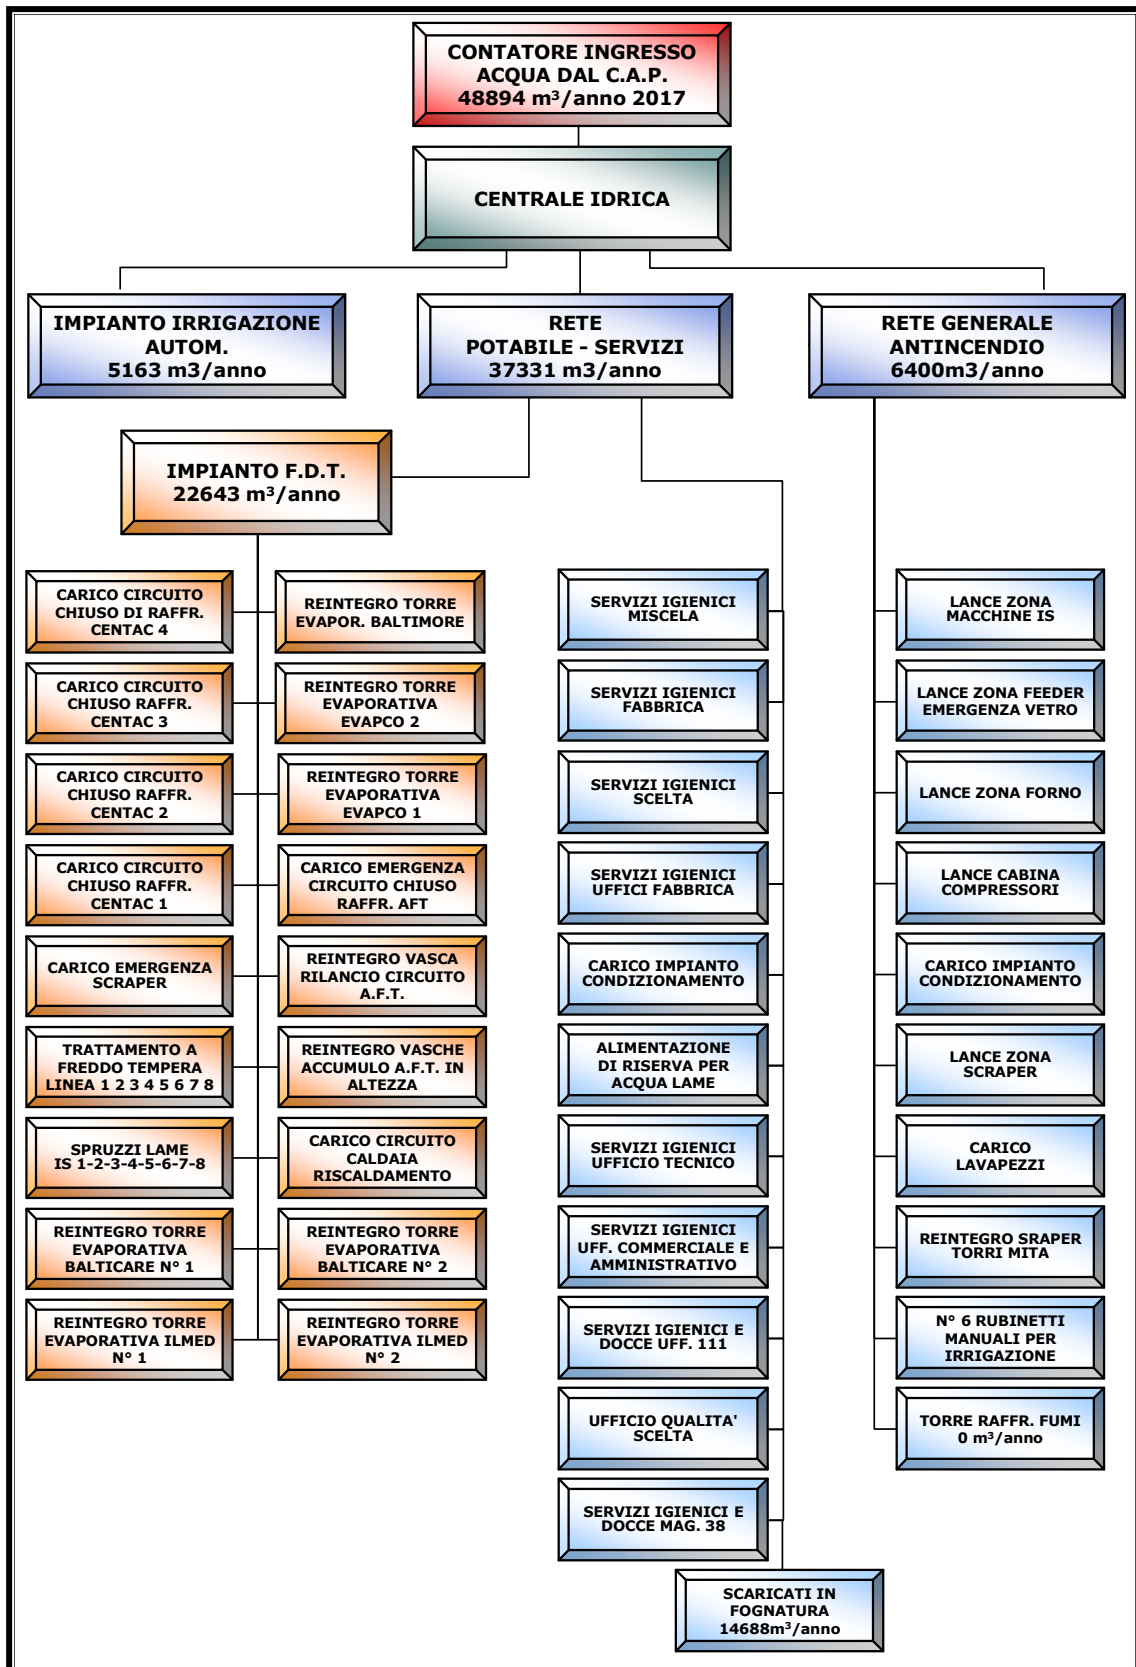 CONTATORE INGRESSO
ACQUA DAL C.A.P.
48894 m³/anno 2017
CENTRALE IDRICA
IMPIANTO IRRIGAZIONE
AUTOM.
5163 m3/anno
RETE
POTABILE - SERVIZI
37331 m3/anno
RETE GENERALE
ANTINCENDIO
6400m3/anno
IMPIANTO F.D.T.
22643 m³/anno
CARICO CIRCUITO
CHIUSO DI RAFFR.
CENTAC 4
REINTEGRO TORRE
EVAPOR. BALTIMORE
CARICO CIRCUITO
CHIUSO RAFFR.
CENTAC 3
REINTEGRO TORRE
EVAPORATIVA
EVAPCO 2
CARICO CIRCUITO
CHIUSO RAFFR.
CENTAC 2
REINTEGRO TORRE
EVAPORATIVA
EVAPCO 1
CARICO CIRCUITO
CHIUSO RAFFR.
CENTAC 1
CARICO EMERGENZA
CIRCUITO CHIUSO
RAFFR. AFT
CARICO EMERGENZA
SCRAPER
REINTEGRO VASCA
RILANCIO CIRCUITO
A.F.T.
TRATTAMENTO A
FREDDO TEMPERA
LINEA 1 2 3 4 5 6 7 8
REINTEGRO VASCHE
ACCUMULO A.F.T. IN
ALTEZZA
SPRUZZI LAME
IS 1-2-3-4-5-6-7-8
CARICO CIRCUITO
CALDAIA
RISCALDAMENTO
REINTEGRO TORRE
EVAPORATIVA
BALTICARE N° 1
REINTEGRO TORRE
EVAPORATIVA
BALTICARE N° 2
REINTEGRO TORRE
EVAPORATIVA ILMED
N° 1
REINTEGRO TORRE
EVAPORATIVA ILMED
N° 2
SERVIZI IGIENICI
MISCELA
SERVIZI IGIENICI
FABBRICA
SERVIZI IGIENICI
SCELTA
SERVIZI IGIENICI
UFFICI FABBRICA
CARICO IMPIANTO
CONDIZIONAMENTO
ALIMENTAZIONE
DI RISERVA PER
ACQUA LAME
SERVIZI IGIENICI
UFFICIO TECNICO
SERVIZI IGIENICI
UFF. COMMERCIALE E
AMMINISTRATIVO
SERVIZI IGIENICI E
DOCCE UFF. 111
UFFICIO QUALITA'
SCELTA
SERVIZI IGIENICI E
DOCCE MAG. 38
SCARICATI IN
FOGNATURA
14688m³/anno
LANCE ZONA
MACCHINE IS
LANCE ZONA FEEDER
EMERGENZA VETRO
LANCE ZONA FORNO
LANCE CABINA
COMPRESSORI
CARICO IMPIANTO
CONDIZIONAMENTO
LANCE ZONA
SCRAPER
CARICO
LAVAPEZZI
REINTEGRO SRAPER
TORRI MITA
N° 6 RUBINETTI
MANUALI PER
IRRIGAZIONE
TORRE RAFFR. FUMI
0 m³/anno